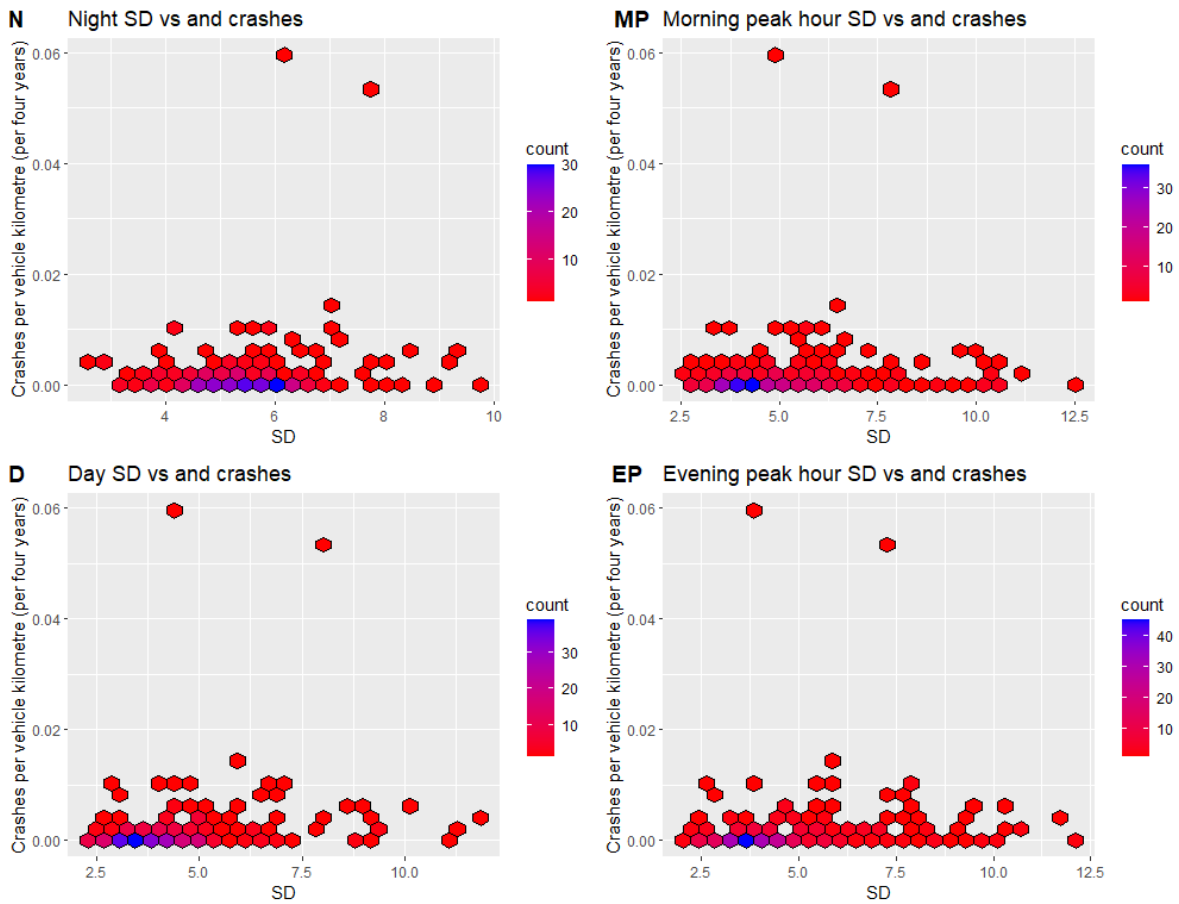 N Night SD vs and crashes
Crashes per vehicle kilometre (per four years)
0.06
0.04
0.02
0.00
4 6 8 10
SD
count
30
20
10
MP Morning peak hour SD vs and crashes
Crashes per vehicle kilometre (per four years)
0.06
0.04
0.02
0.00
2.5 5.0 7.5 10.0 12.5
SD
count
30
20
10
D Day SD vs and crashes
Crashes per vehicle kilometre (per four years)
0.06
0.04
0.02
0.00
2.5 5.0 7.5 10.0
SD
count
30
20
10
EP Evening peak hour SD vs and crashes
Crashes per vehicle kilometre (per four years)
0.06
0.04
0.02
0.00
2.5 5.0 7.5 10.0 12.5
SD
count
40
30
20
10